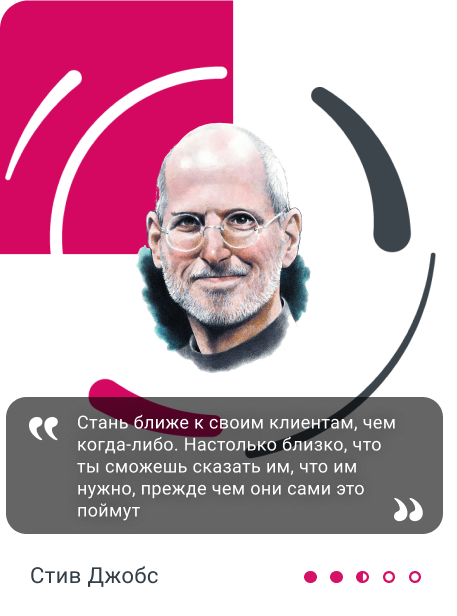 Стань ближе к своим клиентам, чем
когда-либо. Настолько близко, что
ты сможешь сказать им, что им
нужно, прежде чем они сами это
поймут
Стив Джобс